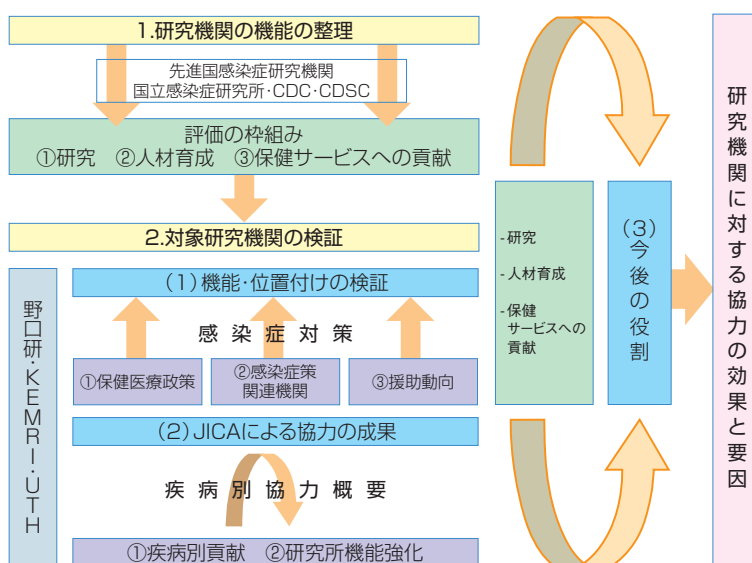 1.研究機関の機能の整理
先進国感染症研究機関
国立感染症研究所・CDC・CDSC
評価の枠組み
①研究 ②人材育成 ③保健サービスへの貢献
2.対象研究機関の検証
野口研・KEMRI・UTH
(1)機能・位置付けの検証
感染症対策
①保健医療政策
②感染症策
関連機関
③援助動向
(2)JICAによる協力の成果
疾病別協力概要
①疾病別貢献 ②研究所機能強化
-研究
-人材育成
-保健
サービスへの
貢献
(3)今後の役割
研究機関に対する協力の効果と要因